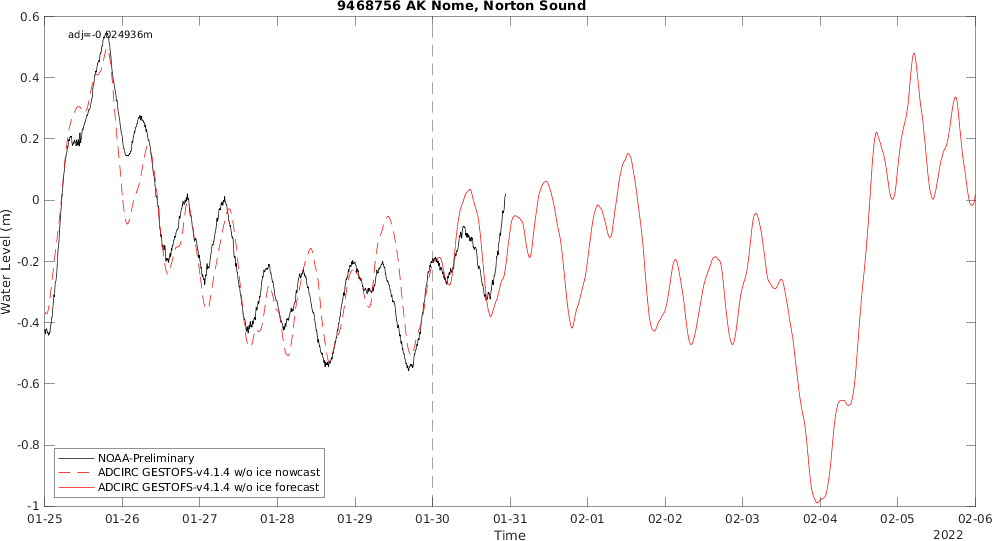 9468756 AK Nome, Norton Sound
adj=-0.024936m
0.6
0.4
0.2
0
-0.2
-0.4
-0.6
-0.8
-1
Water Level (m)
NOAA-Preliminary
ADCIRC GESTOFS-v4.1.4 w/o ice nowcast
ADCIRC GESTOFS-v4.1.4 w/o ice forecast
01-25 01-26 01-27 01-28 01-29 01-30 01-31 02-01 02-02 02-03 02-04 02-05 02-06
Time
2022